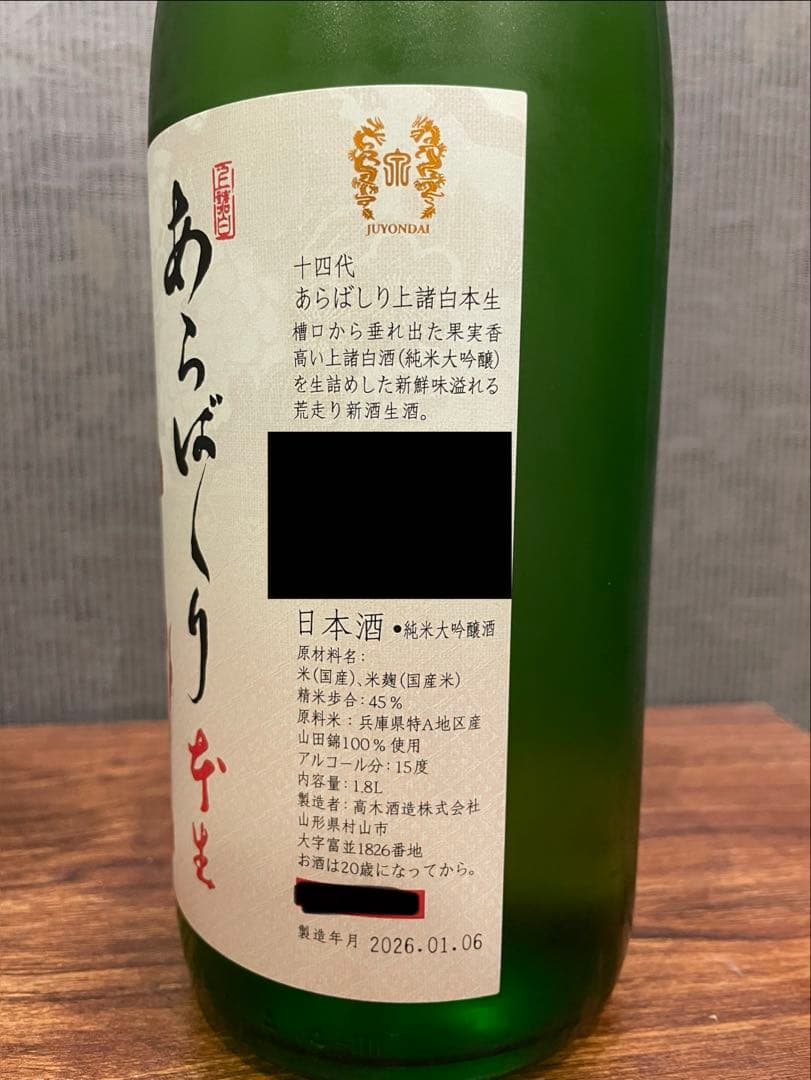 上諸白
あらばしり
本生
JUYONDAI
十四代
あらばしり上諸白本生
槽口から垂れ出た果実香
高い上諸白酒(純米大吟醸)
を生詰めした新鮮味溢れる
荒走り新酒生酒。
日本酒●純米大吟醸酒
原材料名:
米(国産)、米麹(国産米)
精米歩合:45%
原料米:兵庫県特A地区産
山田錦100%使用
アルコール分:15度
内容量:1.8L
製造者:高木酒造株式会社
山形県村山市
大字富並1826番地
お酒は20歳になってから。
製造年月 2026.01.06